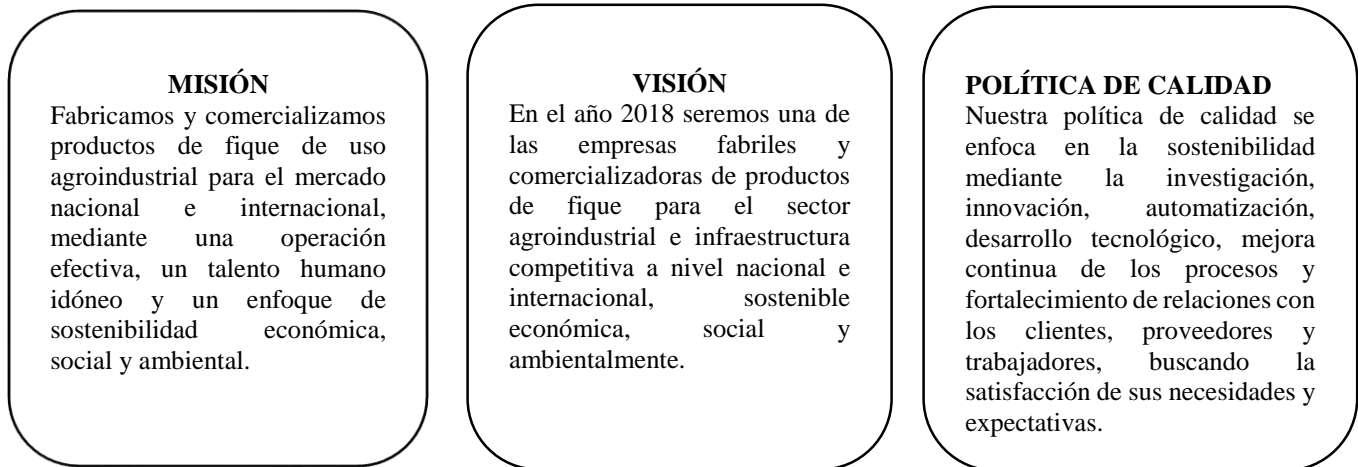 MISIÓN
Fabricamos y comercializamos
productos de fique de uso
agroindustrial para el mercado
nacional e internacional,
mediante una operación
efectiva, un talento humano
idóneo y un enfoque de
sostenibilidad económica,
social y ambiental.
VISIÓN
En el año 2018 seremos una de
las empresas fabriles y
comercializadoras de productos
de fique para el sector
agroindustrial e infraestructura
competitiva a nivel nacional e
internacional, sostenible
económica, social y
ambientalmente.
POLÍTICA DE CALIDAD
Nuestra política de calidad se
enfoca en la sostenibilidad
mediante la investigación,
innovación, automatización,
desarrollo tecnológico, mejora
continua de los procesos y
fortalecimiento de relaciones con
los clientes, proveedores y
trabajadores, buscando la
satisfacción de sus necesidades y
expectativas.